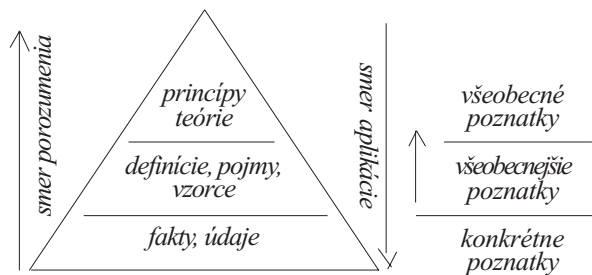 smer porozumenia
princípy
teórie
definície, pojmy,
vzorce
fakty, údaje
smer aplikácie
všeobecné
poznatky
všeobecnejšie
poznatky
konkrétne
poznatky